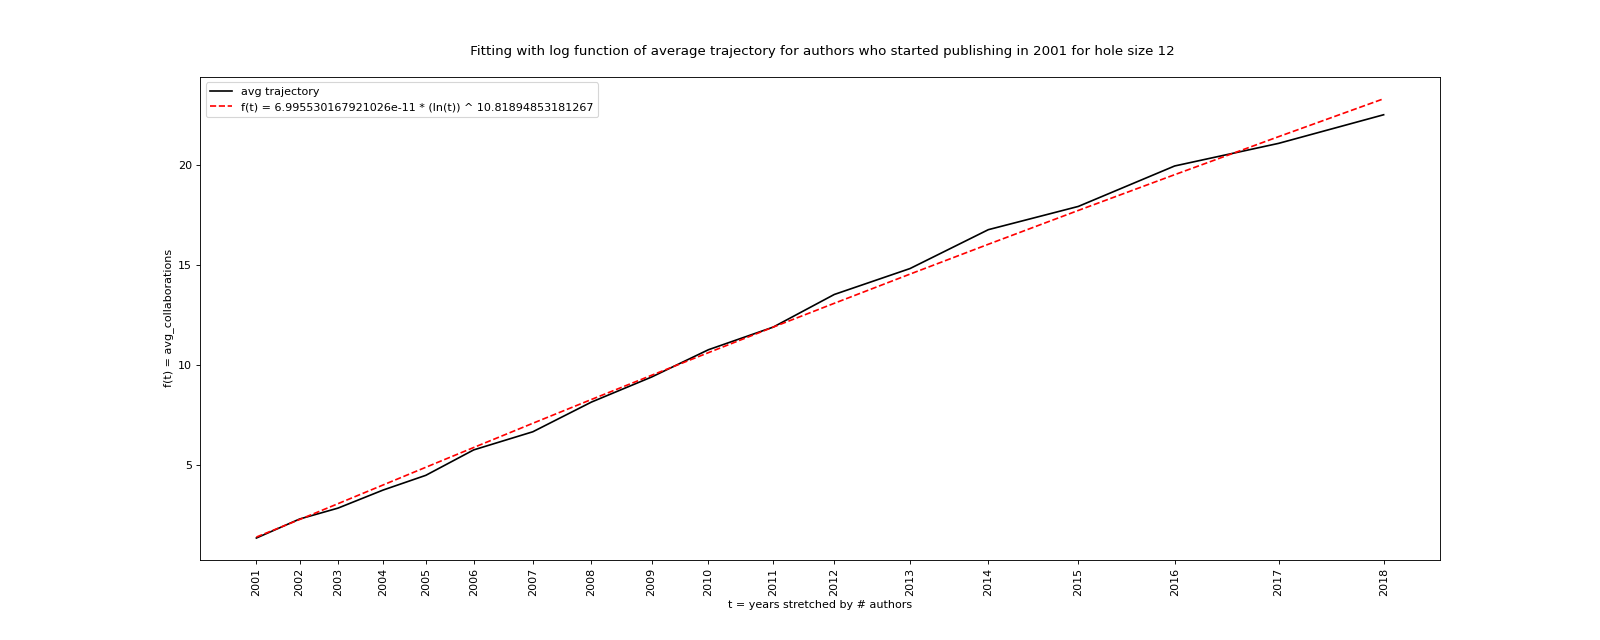 Fitting with log function of average trajectory for authors who started publishing in 2001 for hole size 12
avg trajectory
f(t) = 6.995530167921026e-11 * (ln(t)) ^ 10.81894853181267
20
15
10
5
f(t) = avg_collaborations
2001 2002 2003 2004 2005 2006 2007 2008 2009 2010 2011 2012 2013 2014 2015 2016 2017 2018
t = years stretched by # authors